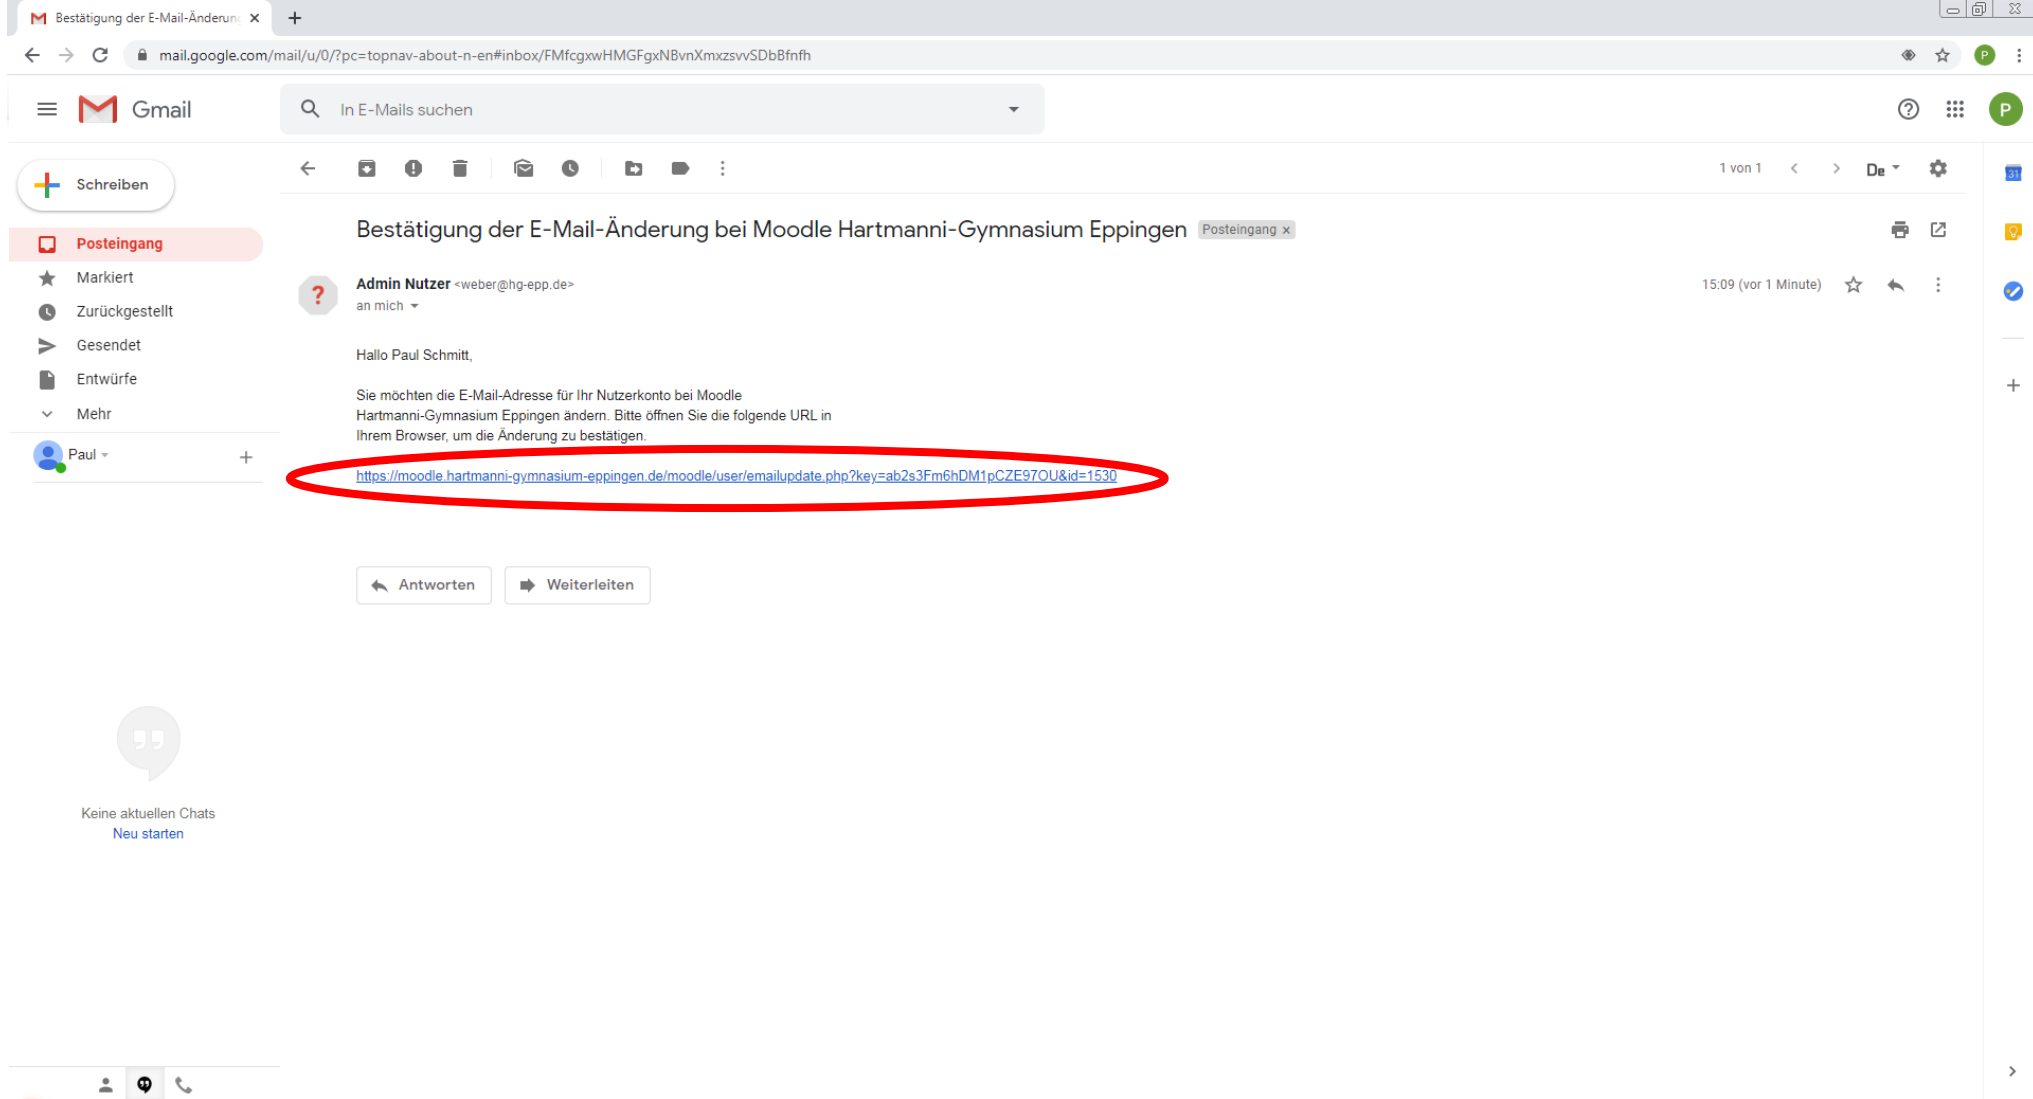 Bestätigung der E-Mail-Änderung
mail.google.com/mail/u/0/?pc=topnav-about-n-en#inbox/FMfcgxwHMGFgxNBvnXmxzsvvSDbBfnfh
P
Gmail
In E-Mails suchen
P
Schreiben
1 von 1
De
31
Posteingang
Markiert
Zurückgestellt
Gesendet
Entwürfe
Mehr
Paul
Bestätigung der E-Mail-Änderung bei Moodle Hartmanni-Gymnasium Eppingen Posteingang x
Admin Nutzer <weber@hg-epp.de>
15:09 (vor 1 Minute)
an mich
Hallo Paul Schmitt,
Sie möchten die E-Mail-Adresse für Ihr Nutzerkonto bei Moodle
Hartmanni-Gymnasium Eppingen ändern. Bitte öffnen Sie die folgende URL in
Ihrem Browser, um die Änderung zu bestätigen.
https://moodle.hartmanni-gymnasium-eppingen.de/moodle/user/emailupdate.php?key=ab2s3Fm6hDM1pCZE97OU&id=1530
Antworten
Weiterleiten
Keine aktuellen Chats
Neu starten